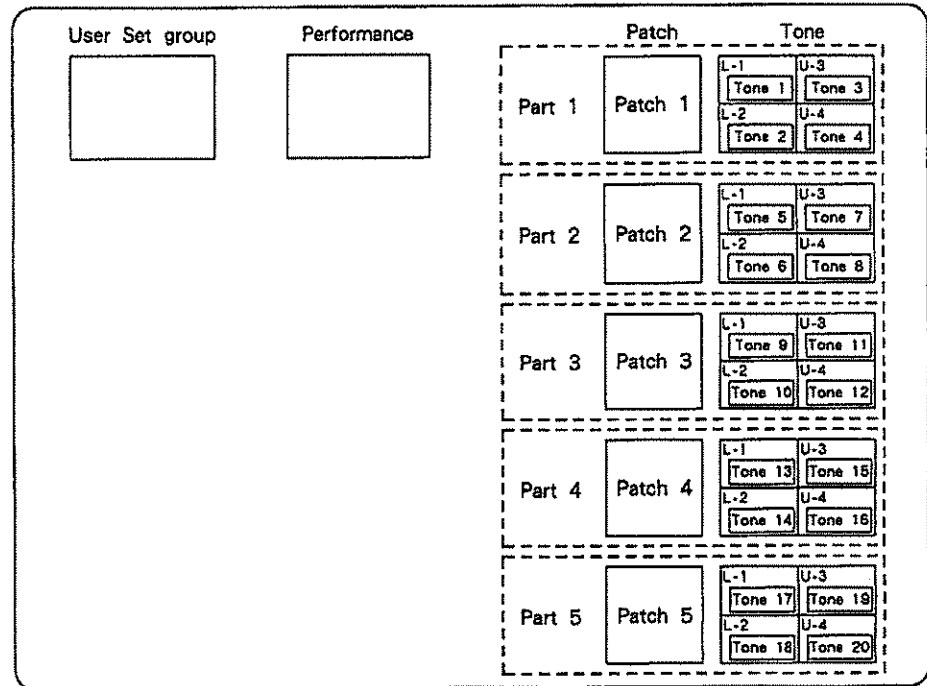 User Set group Performance Patch Tone
L-1 U-3
Tone 1 Tone 3
Part 1 Patch 1
L-2 U-4
Tone 2 Tone 4
L-1 U-3
Tone 5 Tone 7
Part 2 Patch 2
L-2 U-4
Tone 6 Tone 8
L-1 U-3
Tone 9 Tone 11
Part 3 Patch 3
L-2 U-4
Tone 10 Tone 12
L-1 U-3
Tone 13 Tone 15
Part 4 Patch 4
L-2 U-4
Tone 14 Tone 16
L-1 U-3
Tone 17 Tone 19
Part 5 Patch 5
L-2 U-4
Tone 18 Tone 20